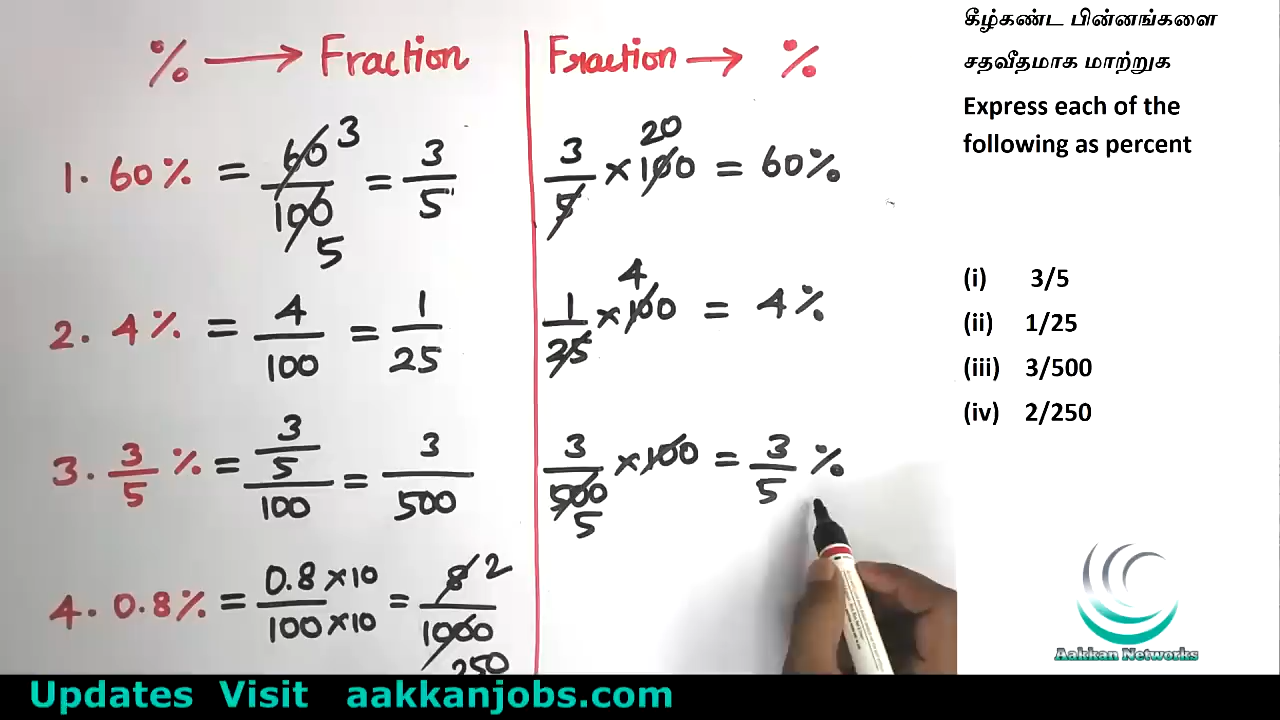 % → Fraction
1. 60% = 60/100 3 5 = 3/5
2. 4% = 4/100 = 1/25
3. 3/5 % = 3/5/100 = 3/500
4. 0.8% = 0.8×10/100×10 = 8/1000 2 250
Fraction → %
3/5 × 100 20 = 60%
1/25 × 100 4 = 4%
3/500 5 × 100 = 3/5 %
கீழ்கண்ட பின்னங்களை
சதவீதமாக மாற்றுக
Express each of the
following as percent
(i) 3/5
(ii) 1/25
(iii) 3/500
(iv) 2/250
Aakkan Networks
Updates Visit aakkanjobs.com